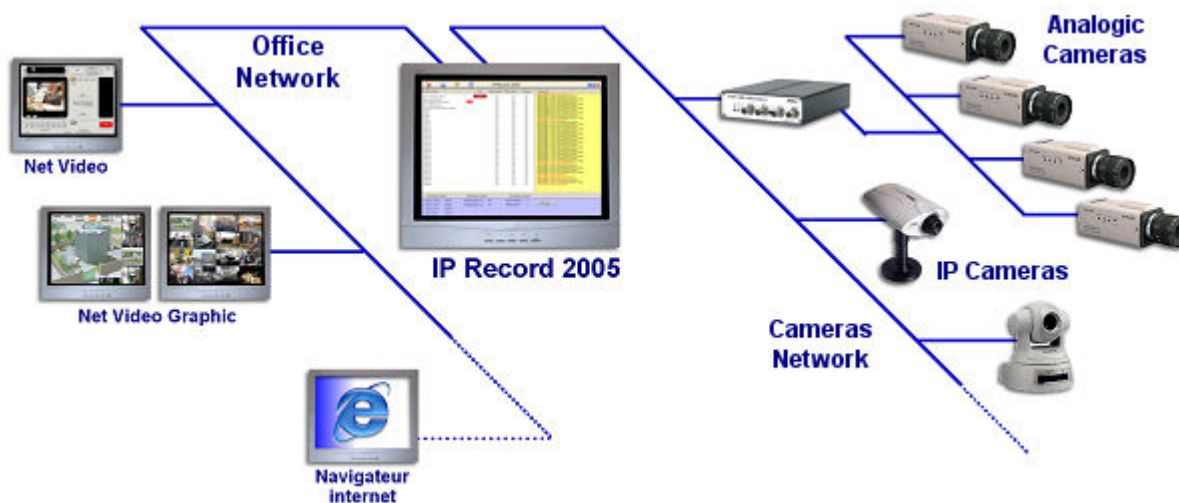 Office
Network
Analogic
Cameras
Net Video
IP Record 2005
IP Cameras
Net Video Graphic
Cameras
Network
Navigateur
internet